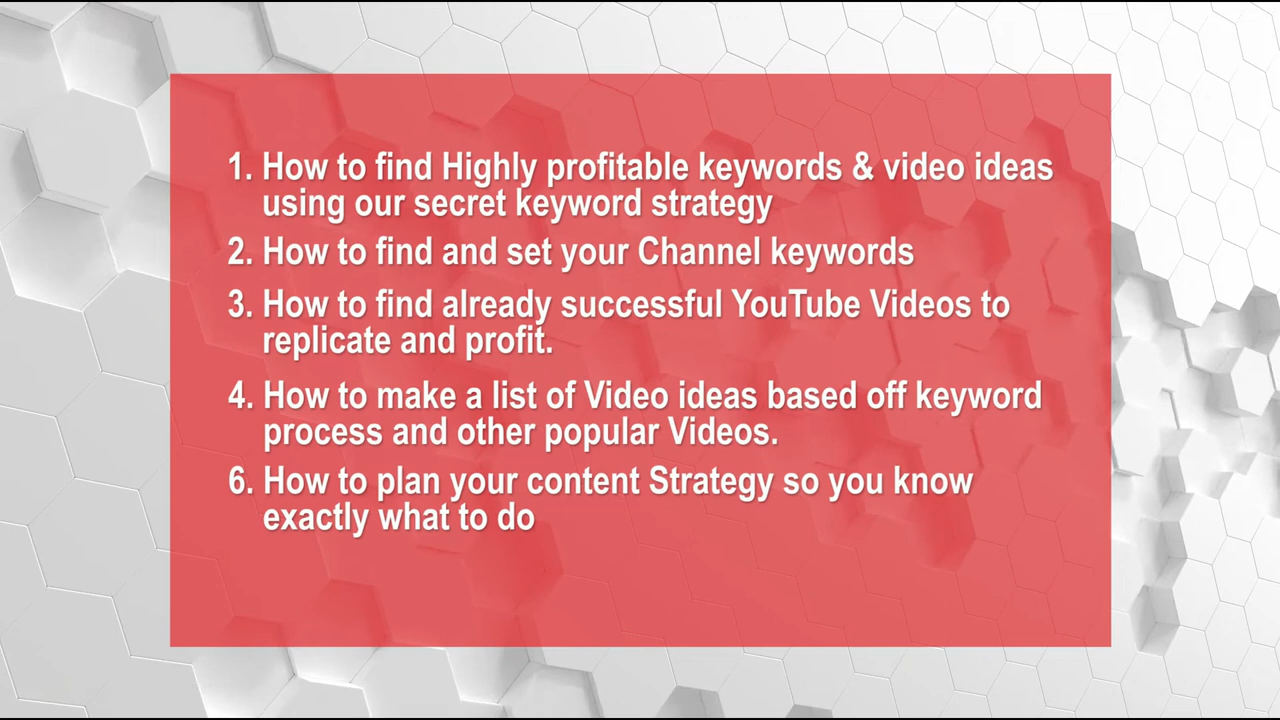 1. How to find Highly profitable keywords & video ideas
using our secret keyword strategy
2. How to find and set your Channel keywords
3. How to find already successful YouTube Videos to
replicate and profit.
4. How to make a list of Video ideas based off keyword
process and other popular Videos.
6. How to plan your content Strategy so you know
exactly what to do